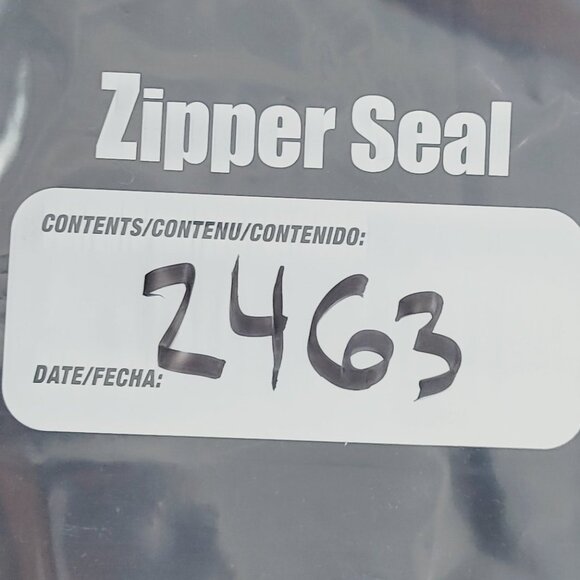 Zipper Seal
CONTENTS/CONTENU/CONTENIDO:
2463
DATE/FECHA: